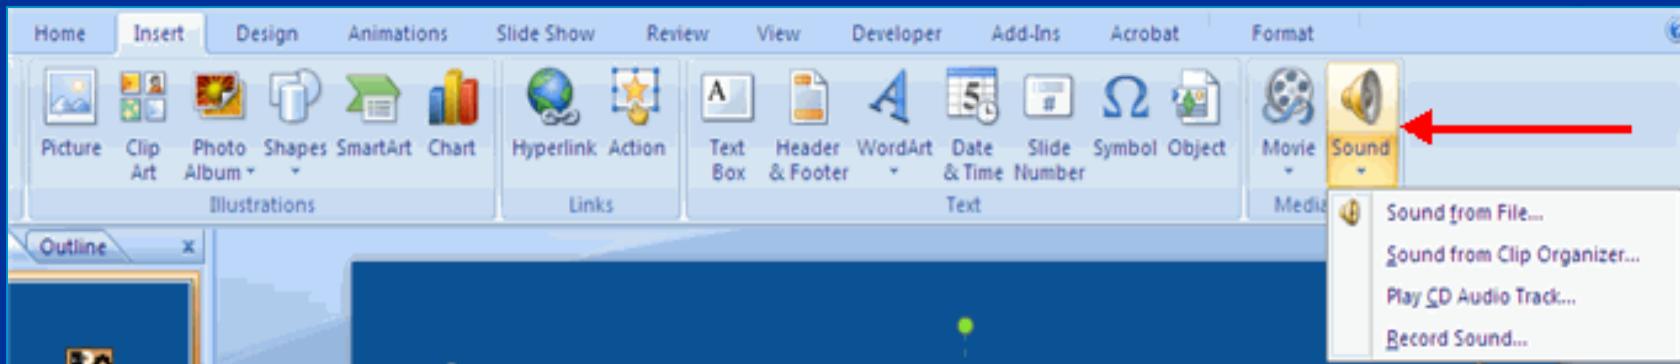 Home Insert Design Animations Slide Show Review View Developer Add-Ins Acrobat Format
A 5 #
Picture Clip Photo Shapes SmartArt Chart Hyperlink Action Text Header WordArt Date Slide Symbol Object Movie Sound
Art Album Box & Footer & Time Number
Illustrations Links Text Media
Sound from File...
Outline x
Sound from Clip Organizer...
Play CD Audio Track...
Record Sound...